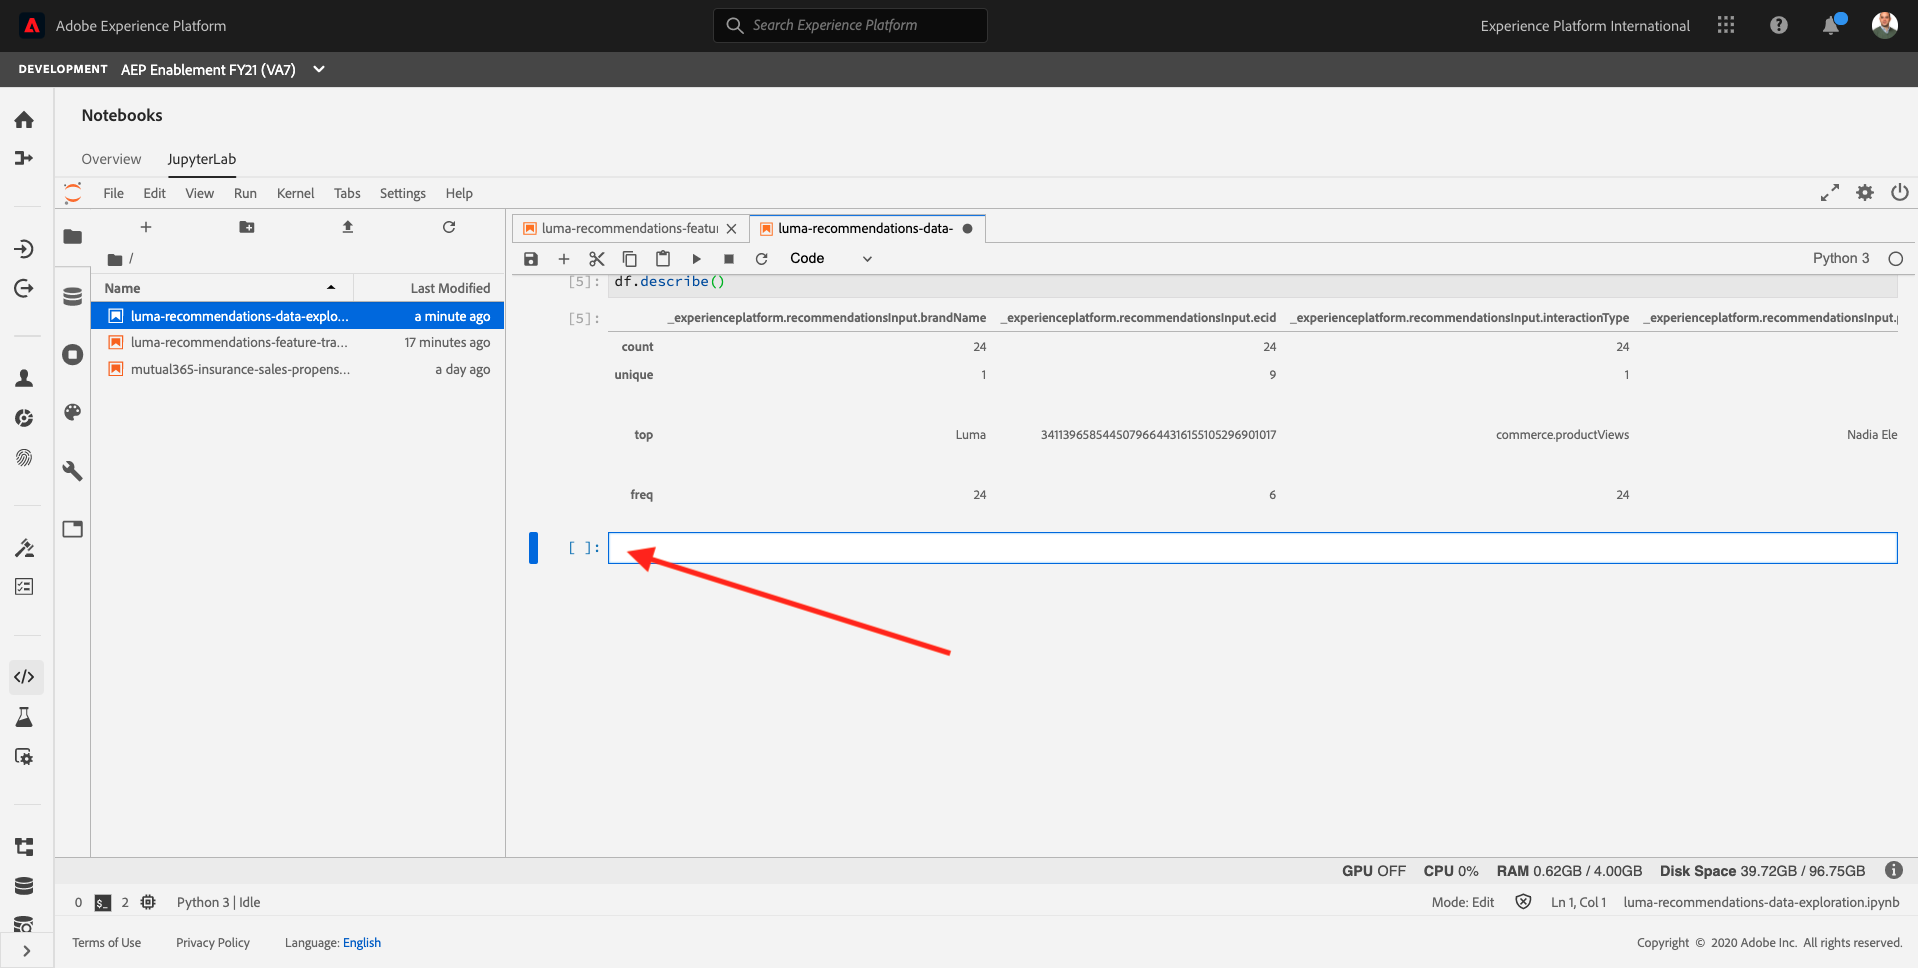 Adobe Experience Platform
Search Experience Platform
Experience Platform International
DEVELOPMENT AEP Enablement FY21 (VA7)
Notebooks
Overview JupyterLab
File Edit View Run Kernel Tabs Settings Help
luma-recommendations-featur
luma-recommendations-data-
/
Code
Python 3
Name Last Modified
luma-recommendations-data-explo... a minute ago
luma-recommendations-feature-tra... 17 minutes ago
mutual365-insurance-sales-propens... a day ago
[5]: df.describe()
[5]: _experienceplatform.recommendationsInput.brandName _experienceplatform.recommendationsInput.ecid _experienceplatform.recommendationsInput.interactionType _experienceplatform.recommendationsInput.
count 24 24 24
unique 1 9 1
top Luma 34113965854450796644316155105296901017 commerce.productViews Nadia Ele
freq 24 6 24
[ ]:
GPU OFF CPU 0% RAM 0.62GB / 4.00GB Disk Space 39.72GB / 96.75GB
0 $_ 2 Python 3 | Idle
Mode: Edit Ln 1, Col 1 luma-recommendations-data-exploration.ipynb
Terms of Use Privacy Policy Language: English
Copyright © 2020 Adobe Inc. All rights reserved.